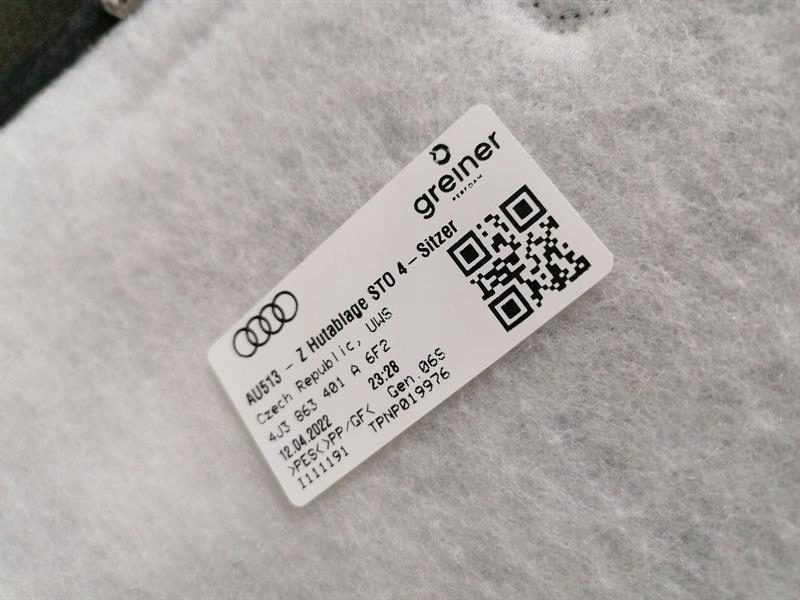 greiner
PERFOAM
AU513 - Z Hutablage STO 4 - Sitzer
Czech Republic, UWS
4J3 863 401 A 6F2
12.04.2022 23:28
>PES<>PP/GF< Gen.06S
I111191 TPNP019976